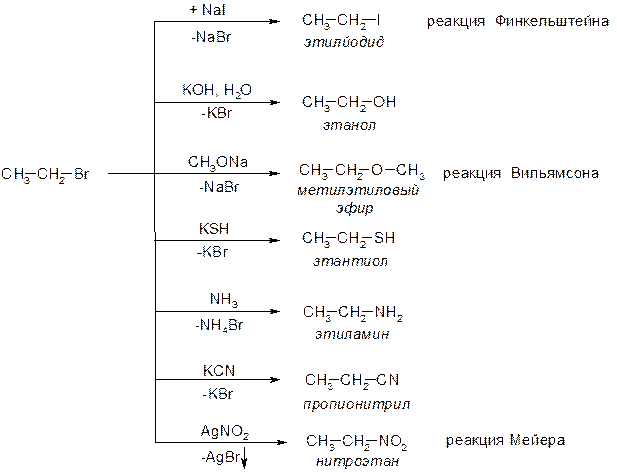 + NaI
CH₃–CH₂–I реакция Финкельштейна
-NaBr
этилйодид
KOH, H₂O
CH₃–CH₂–OH
-KBr
этанол
CH₃ONa
CH₃–CH₂–O–CH₃ реакция Вильямсона
CH₃–CH₂–Br
-NaBr
метилэтиловый
эфир
KSH
CH₃–CH₂–SH
-KBr
этантиол
NH₃
CH₃–CH₂–NH₂
-NH₄Br
этиламин
KCN
CH₃–CH₂–CN
-KBr
пропионитрил
AgNO₂
CH₃–CH₂–NO₂ реакция Мейера
-AgBr↓
нитроэтан